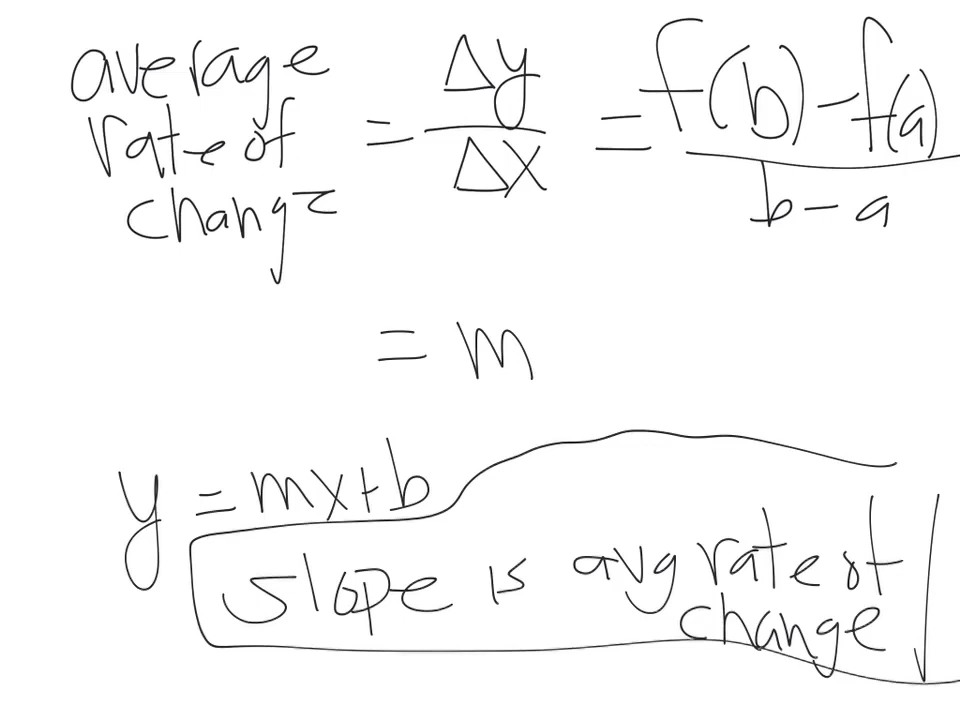 average rate of change = Δy/Δx = f(b) - f(a)/b - a
= m
y = mx + b
slope is avg rate of
change